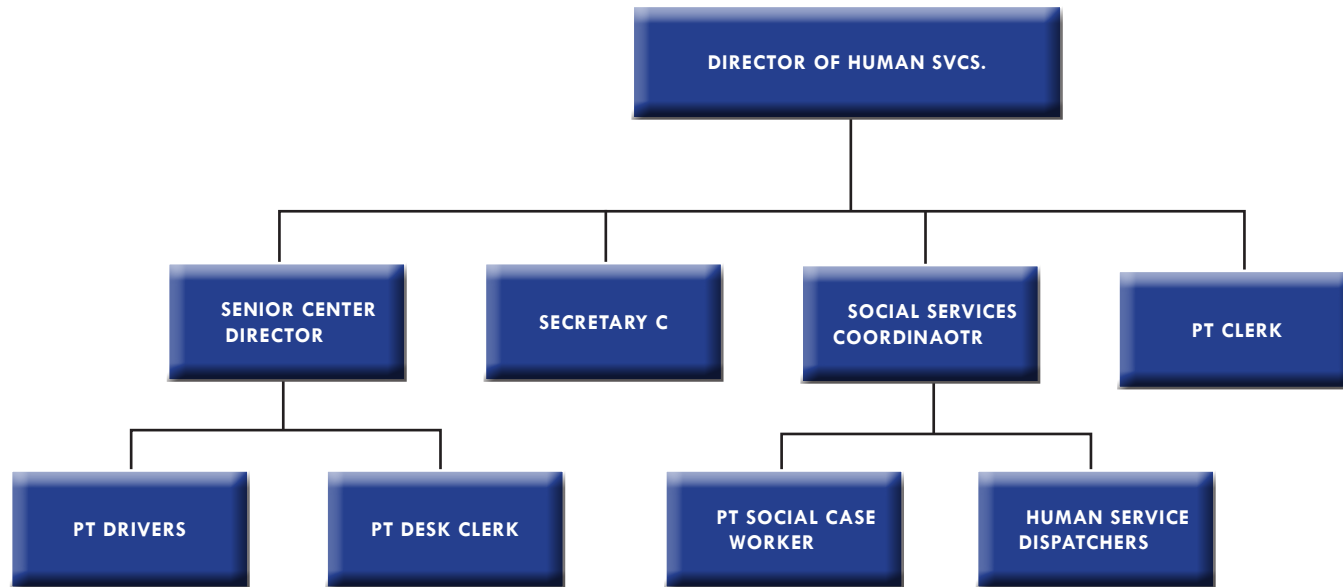 DIRECTOR OF HUMAN SVCS.
SENIOR CENTER
DIRECTOR
SECRETARY C
SOCIAL SERVICES
COORDINAOTR
PT CLERK
PT DRIVERS
PT DESK CLERK
PT SOCIAL CASE
WORKER
HUMAN SERVICE
DISPATCHERS